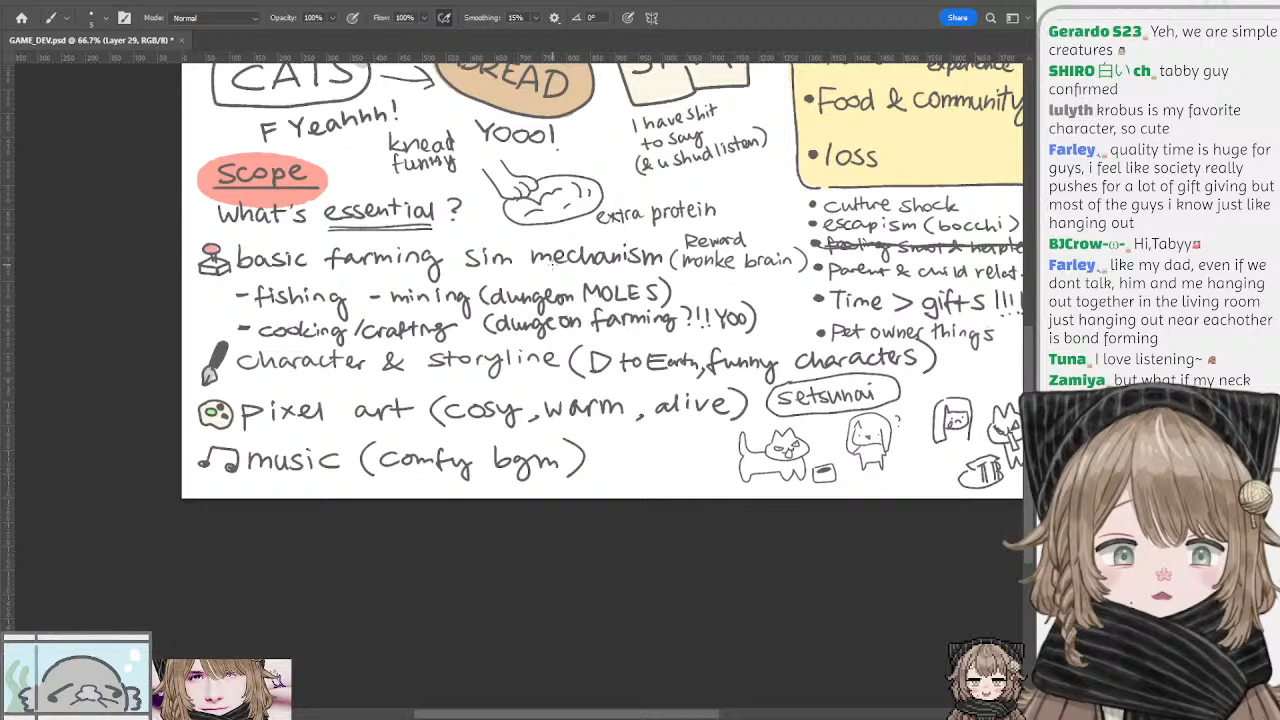 Mode: Normal Opacity: 100% Flow: 100% Smoothing: 15% 0° Share
GAME_DEV.psd @ 66.7% (Layer 29, RGB/8) *
CATS
BREAD
F Yeahhh!
knead
funny
Yooo!
I have shit
to say
(& u shud listen)
experience
• Food & community
• loss
scope
what's essential?
extra protein
• culture shock
• escapism (bocchi)
• parent & child relat.
• Time > gifts !!!
• Pet owner things
basic farming sim mechanism (Reward
monke brain)
- fishing - mining (dungeon MOLES)
- cooking/crafting (dungeon farming?!!YOO)
character & storyline (D to Earth, funny characters)
pixel art (cosy, warm, alive)
setsunai
music (comfy bgm)
Gerardo S23 Yeh, we are simple
creatures
SHIRO 白い ch tabby guy
confirmed
lulyth krobus is my favorite
character, so cute
Farley quality time is huge for
guys, i feel like society really
pushes for a lot of gift giving but
most of the guys i know just like
hanging out
BJCrow-ω- Hi,Tabyy
Farley like my dad, even if we
dont talk, him and me hanging
out together in the living room
just hanging out near eachother
is bond forming
Tuna I love listening~
Zamiya but what if my neck